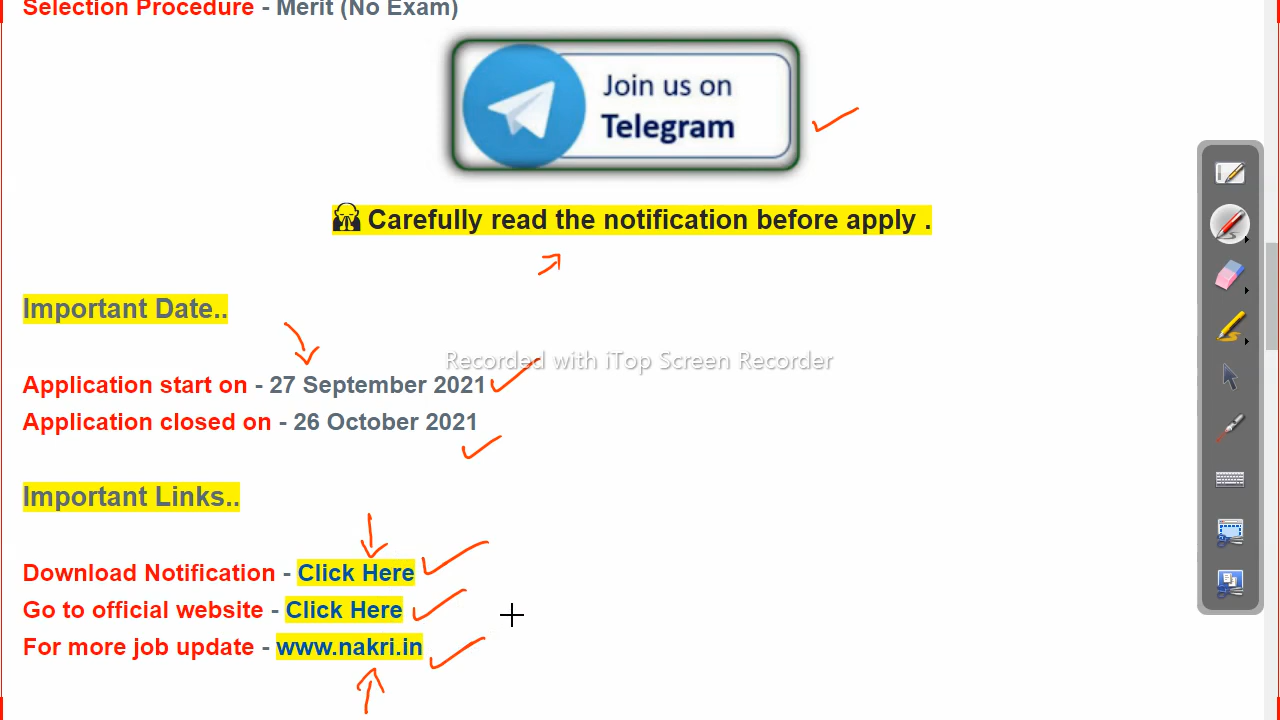 Selection Procedure - Merit (No Exam)
Join us on
Telegram
Carefully read the notification before apply .
Important Date..
Recorded with iTop Screen Recorder
Application start on - 27 September 2021
Application closed on - 26 October 2021
Important Links..
Download Notification - Click Here
Go to official website - Click Here
For more job update - www.nakri.in